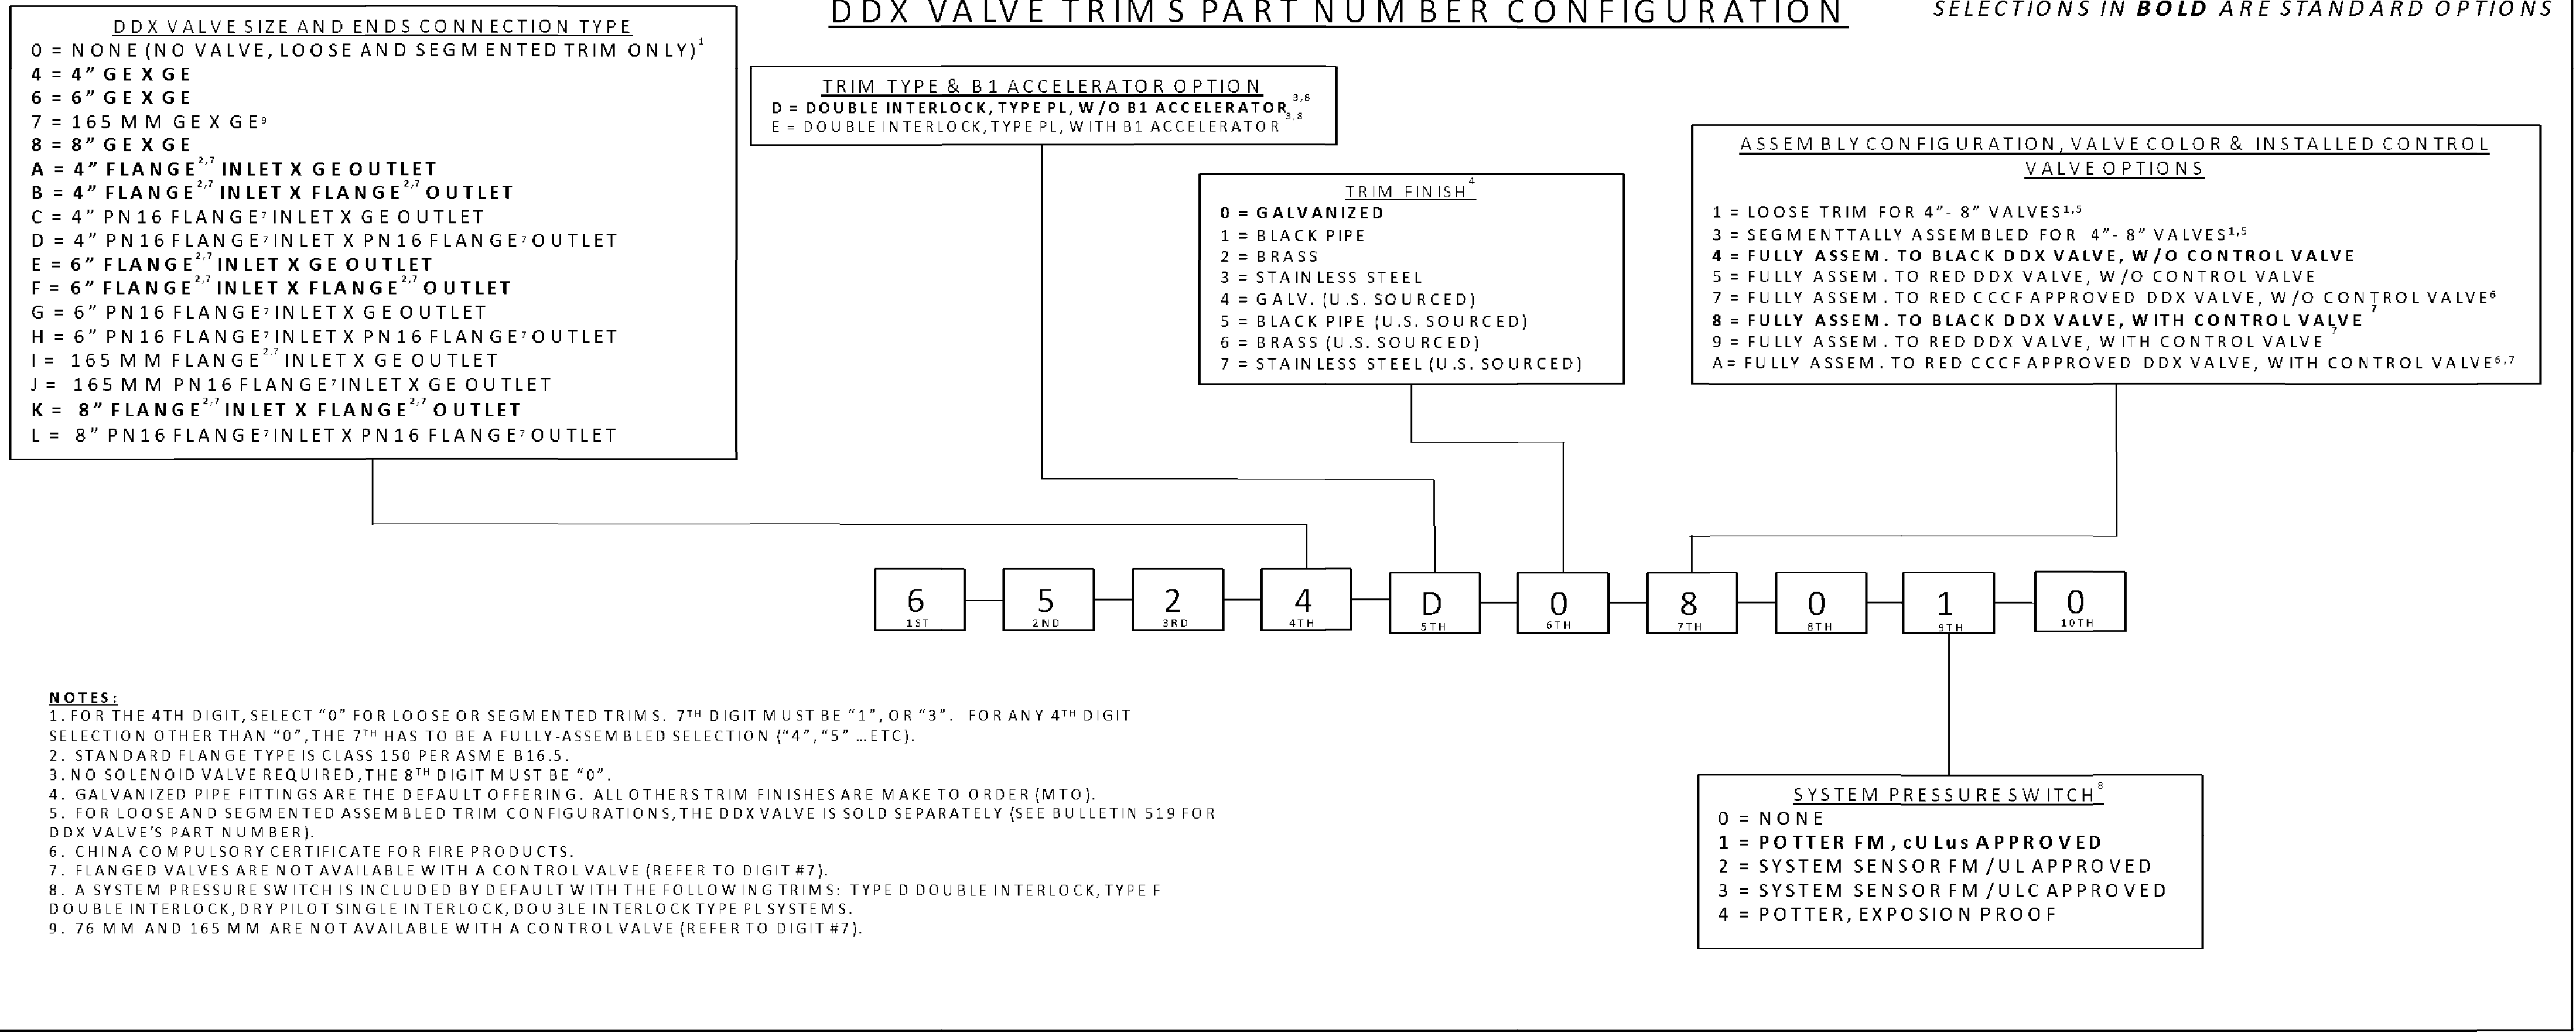 DDX VALVE TRIMS PART NUMBER CONFIGURATION
SELECTIONS IN BOLD ARE STANDARD OPTIONS
DDX VALVE SIZE AND ENDS CONNECTION TYPE
0 = NONE (NO VALVE, LOOSE AND SEGMENTED TRIM ONLY)1
4 = 4" GE X GE
6 = 6" GE X GE
7 = 165 MM GE X GE9
8 = 8" GE X GE
A = 4" FLANGE2,7 INLET X GE OUTLET
B = 4" FLANGE2,7 INLET X FLANGE2,7 OUTLET
C = 4" PN16 FLANGE7 INLET X GE OUTLET
D = 4" PN16 FLANGE7 INLET X PN16 FLANGE7 OUTLET
E = 6" FLANGE2,7 INLET X GE OUTLET
F = 6" FLANGE2,7 INLET X FLANGE2,7 OUTLET
G = 6" PN16 FLANGE7 INLET X GE OUTLET
H = 6" PN16 FLANGE7 INLET X PN16 FLANGE7 OUTLET
I = 165 MM FLANGE2,7 INLET X GE OUTLET
J = 165 MM PN16 FLANGE7 INLET X GE OUTLET
K = 8" FLANGE2,7 INLET X FLANGE2,7 OUTLET
L = 8" PN16 FLANGE7 INLET X PN16 FLANGE7 OUTLET
TRIM TYPE & B1 ACCELERATOR OPTION
D = DOUBLE INTERLOCK, TYPE PL, W/O B1 ACCELERATOR3,8
E = DOUBLE INTERLOCK, TYPE PL, WITH B1 ACCELERATOR3,8
TRIM FINISH4
0 = GALVANIZED
1 = BLACK PIPE
2 = BRASS
3 = STAINLESS STEEL
4 = GALV. (U.S. SOURCED)
5 = BLACK PIPE (U.S. SOURCED)
6 = BRASS (U.S. SOURCED)
7 = STAINLESS STEEL (U.S. SOURCED)
ASSEMBLY CONFIGURATION, VALVE COLOR & INSTALLED CONTROL
VALVE OPTIONS
1 = LOOSE TRIM FOR 4"- 8" VALVES1,5
3 = SEGMENTTALLY ASSEMBLED FOR 4"- 8" VALVES1,5
4 = FULLY ASSEM. TO BLACK DDX VALVE, W/O CONTROL VALVE
5 = FULLY ASSEM. TO RED DDX VALVE, W/O CONTROL VALVE
7 = FULLY ASSEM. TO RED CCCF APPROVED DDX VALVE, W/O CONTROL VALVE6
8 = FULLY ASSEM. TO BLACK DDX VALVE, WITH CONTROL VALVE7
9 = FULLY ASSEM. TO RED DDX VALVE, WITH CONTROL VALVE7
A= FULLY ASSEM. TO RED CCCF APPROVED DDX VALVE, WITH CONTROL VALVE6,7
6 5 2 4 D 0 8 0 1 0
1ST 2ND 3RD 4TH 5TH 6TH 7TH 8TH 9TH 10TH
NOTES:
1. FOR THE 4TH DIGIT, SELECT "0" FOR LOOSE OR SEGMENTED TRIMS. 7TH DIGIT MUST BE "1", OR "3". FOR ANY 4TH DIGIT
SELECTION OTHER THAN "0", THE 7TH HAS TO BE A FULLY-ASSEMBLED SELECTION ("4", "5" ...ETC).
2. STANDARD FLANGE TYPE IS CLASS 150 PER ASME B16.5.
3. NO SOLENOID VALVE REQUIRED, THE 8TH DIGIT MUST BE "0".
4. GALVANIZED PIPE FITTINGS ARE THE DEFAULT OFFERING. ALL OTHERS TRIM FINISHES ARE MAKE TO ORDER (MTO).
5. FOR LOOSE AND SEGMENTED ASSEMBLED TRIM CONFIGURATIONS, THE DDX VALVE IS SOLD SEPARATELY (SEE BULLETIN 519 FOR
DDX VALVE'S PART NUMBER).
6. CHINA COMPULSORY CERTIFICATE FOR FIRE PRODUCTS.
7. FLANGED VALVES ARE NOT AVAILABLE WITH A CONTROL VALVE (REFER TO DIGIT #7).
8. A SYSTEM PRESSURE SWITCH IS INCLUDED BY DEFAULT WITH THE FOLLOWING TRIMS: TYPE D DOUBLE INTERLOCK, TYPE F
DOUBLE INTERLOCK, DRY PILOT SINGLE INTERLOCK, DOUBLE INTERLOCK TYPE PL SYSTEMS.
9. 76 MM AND 165 MM ARE NOT AVAILABLE WITH A CONTROL VALVE (REFER TO DIGIT #7).
SYSTEM PRESSURE SWITCH8
0 = NONE
1 = POTTER FM, cULus APPROVED
2 = SYSTEM SENSOR FM/UL APPROVED
3 = SYSTEM SENSOR FM/ULC APPROVED
4 = POTTER, EXPOSION PROOF